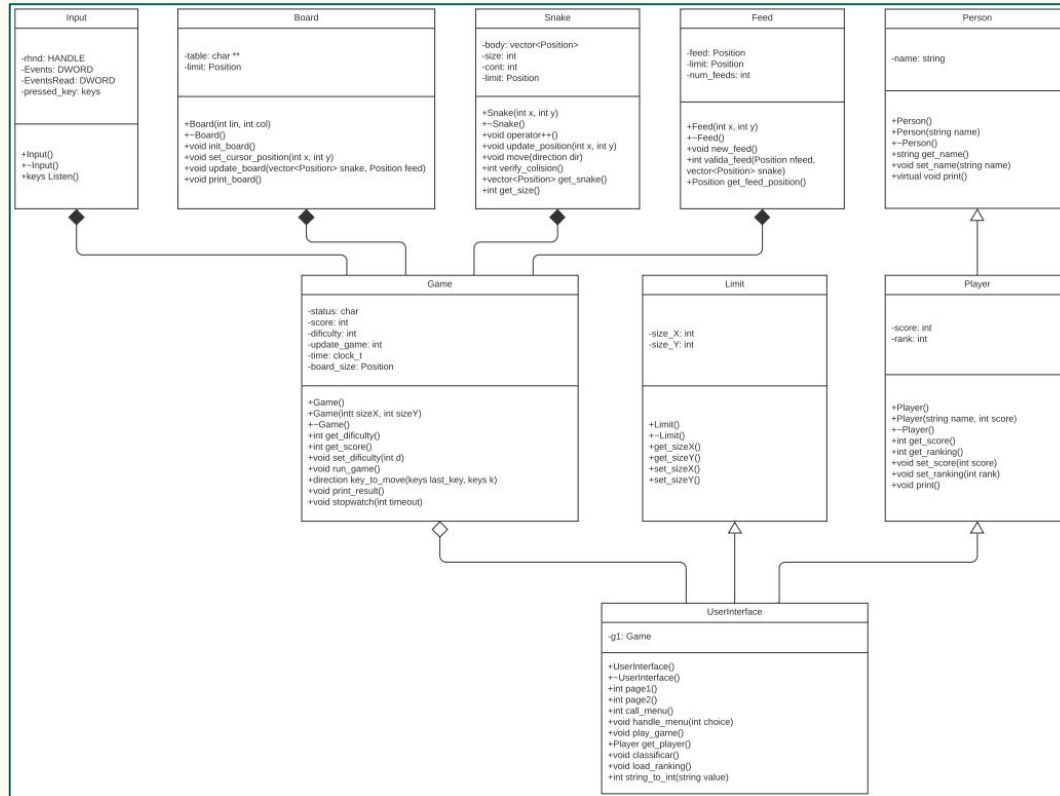 Input
-rhnd: HANDLE
-Events: DWORD
-EventsRead: DWORD
-pressed_key: keys
+Input()
+~Input()
+keys Listen()
Board
-table: char **
-limit: Position
+Board(int lin, int col)
+~Board()
+void init_board()
+void set_cursor_position(int x, int y)
+void update_board(vector<Position> snake, Position feed)
+void print_board()
Snake
-body: vector<Position>
-size: int
-cont: int
-limit: Position
+Snake(int x, int y)
+~Snake()
+void operator++()
+void update_position(int x, int y)
+void move(direction dir)
+int verify_colision()
+vector<Position> get_snake()
+int get_size()
Feed
-feed: Position
-limit: Position
-num_feeds: int
+Feed(int x, int y)
+~Feed()
+void new_feed()
+int valida_feed(Position nfeed,
vector<Position> snake)
+Position get_feed_position()
Person
-name: string
+Person()
+Person(string name)
+~Person()
+string get_name()
+void set_name(string name)
+virtual void print()
Game
-status: char
-score: int
-dificulty: int
-update_game: int
-time: clock_t
-board_size: Position
+Game()
+Game(intt sizeX, int sizeY)
+~Game()
+int get_dificulty()
+int get_score()
+void set_dificulty(int d)
+void run_game()
+direction key_to_move(keys last_key, keys k)
+void print_result()
+void stopwatch(int timeout)
Limit
-size_X: int
-size_Y: int
+Limit()
+~Limit()
+get_sizeX()
+get_sizeY()
+set_sizeX()
+set_sizeY()
Player
-score: int
-rank: int
+Player()
+Player(string name, int score)
+~Player()
+int get_score()
+int get_ranking()
+void set_score(int score)
+void set_ranking(int rank)
+void print()
UserInterface
-g1: Game
+UserInterface()
+~UserInterface()
+int page1()
+int page2()
+int call_menu()
+void handle_menu(int choice)
+void play_game()
+Player get_player()
+void classificar()
+void load_ranking()
+int string_to_int(string value)